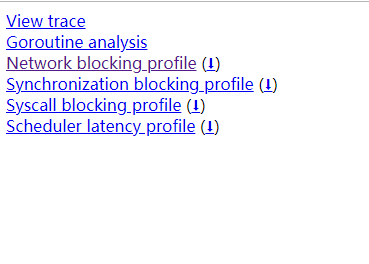 View trace
Goroutine analysis
Network blocking profile (⬇)
Synchronization blocking profile (⬇)
Syscall blocking profile (⬇)
Scheduler latency profile (⬇)